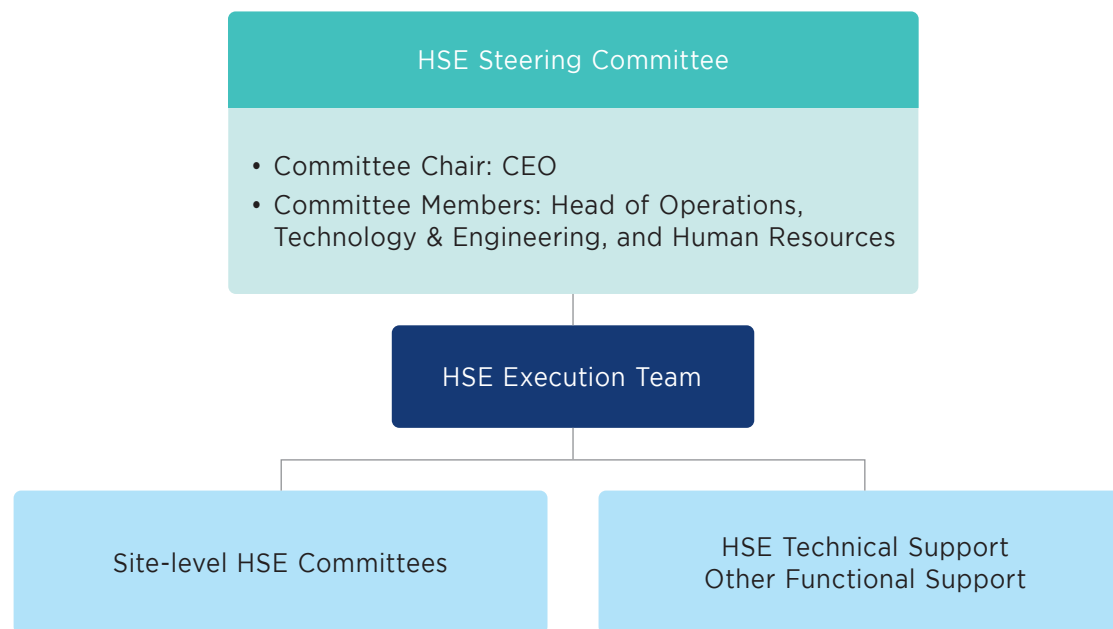 HSE Steering Committee
• Committee Chair: CEO
• Committee Members: Head of Operations,
Technology & Engineering, and Human Resources
HSE Execution Team
Site-level HSE Committees
HSE Technical Support
Other Functional Support